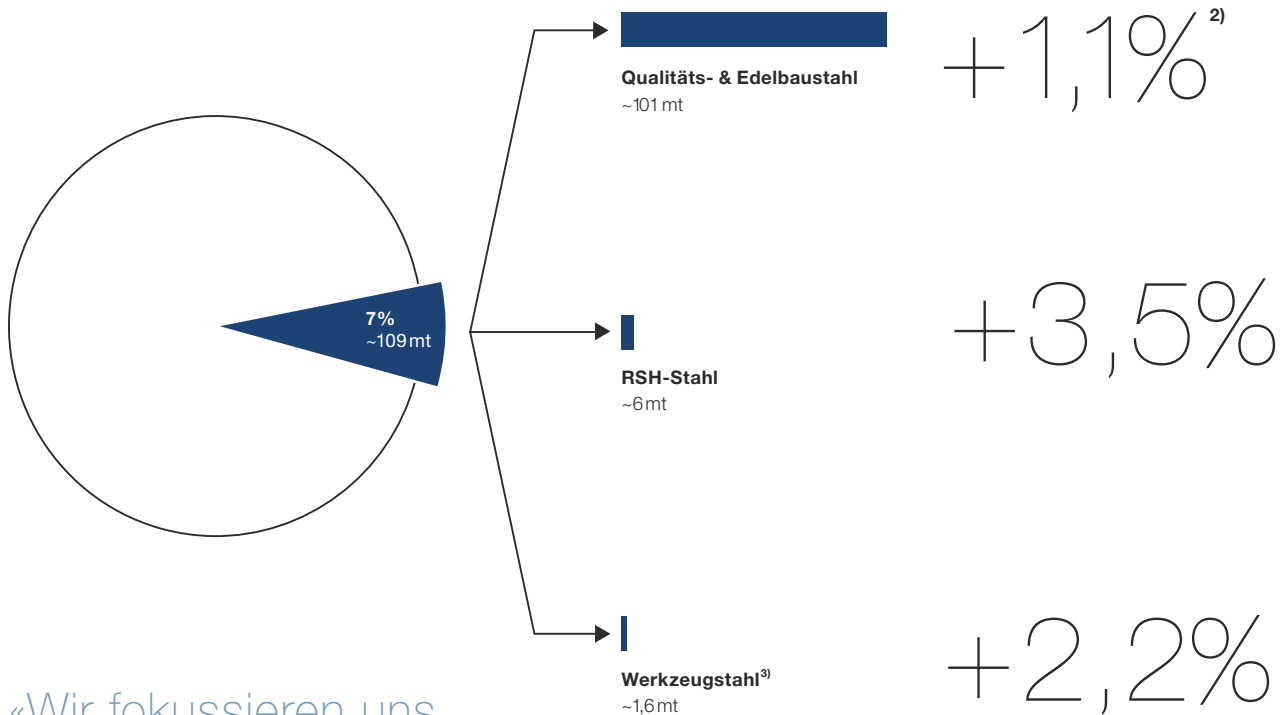 +1,1% 2)
Qualitäts- & Edelbaustahl
~101 mt
7%
~109 mt
+3,5%
RSH-Stahl
~6 mt
+2,2%
Werkzeugstahl3)
~1,6 mt
«Wir fokussieren uns